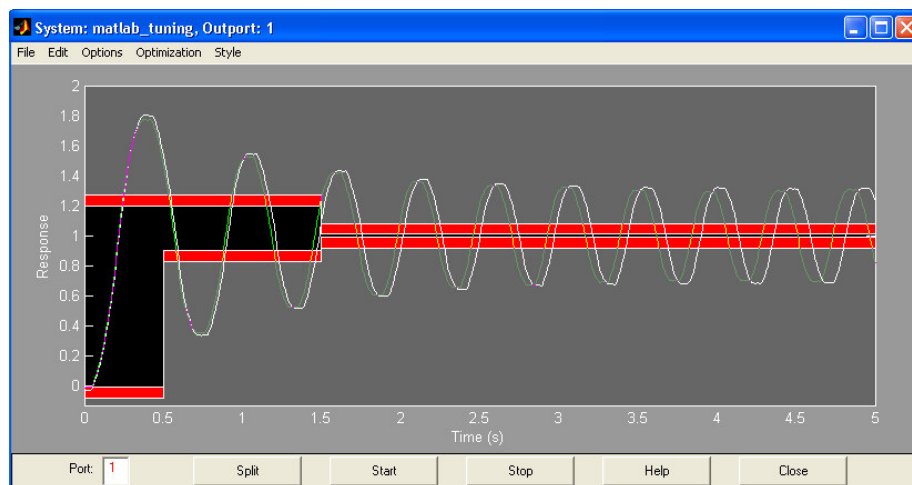 System: matlab_tuning, Outport: 1
File Edit Options Optimization Style
2
1.8
1.6
1.4
1.2
1
0.8
0.6
0.4
0.2
0
Response
0 0.5 1 1.5 2 2.5 3 3.5 4 4.5 5
Time (s)
Port: 1 Split Start Stop Help Close